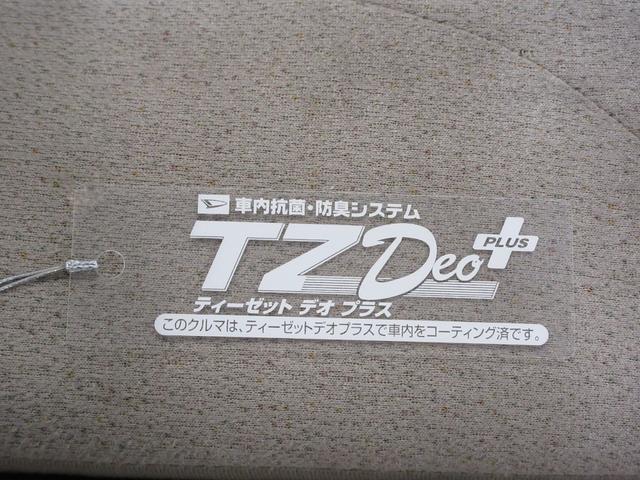 車内抗菌・防臭システム
TZ Deo PLUS
ティーゼット デオ プラス
このクルマは、ティーゼットデオプラスで車内をコーティング済です。